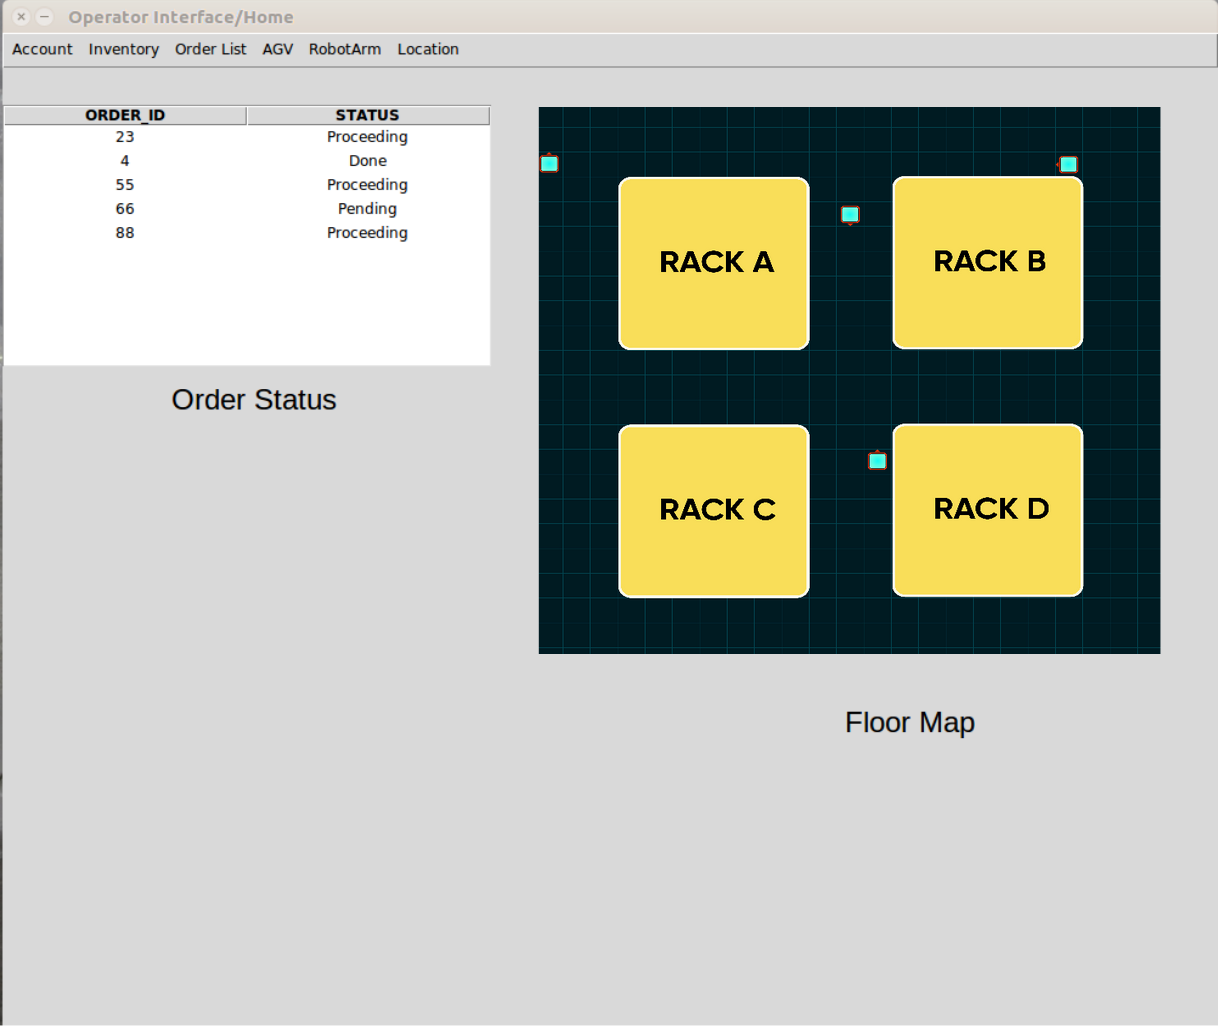 Operator Interface/Home
Account Inventory Order List AGV RobotArm Location
ORDER_ID STATUS
23 Proceeding
4 Done
55 Proceeding
66 Pending
88 Proceeding
Order Status
RACK A RACK B
RACK C RACK D
Floor Map